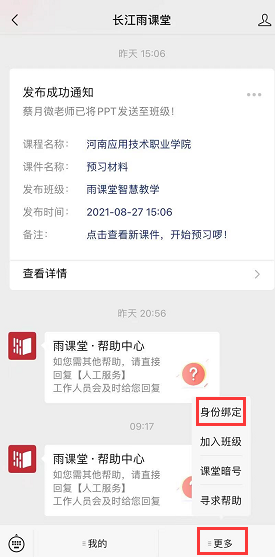 长江雨课堂
昨天 15:06
发布成功通知
蔡月微老师已将PPT发送至班级!
课程名称: 河南应用技术职业学院
课件名称: 预习材料
发布班级: 雨课堂智慧教学
发布时间: 2021-08-27 15:06
备注: 点击查看新课件，开始预习啰!
查看详情
昨天 20:56
雨课堂·帮助中心
如您需其他帮助，请直接
回复【人工服务】
工作人员会及时给您回复
?
09:17
雨课堂·帮助中心
如您需其他帮助，请直接
回复【人工服务】
工作人员会及时给您回复
身份绑定
加入班级
课堂暗号
寻求帮助
我的
更多